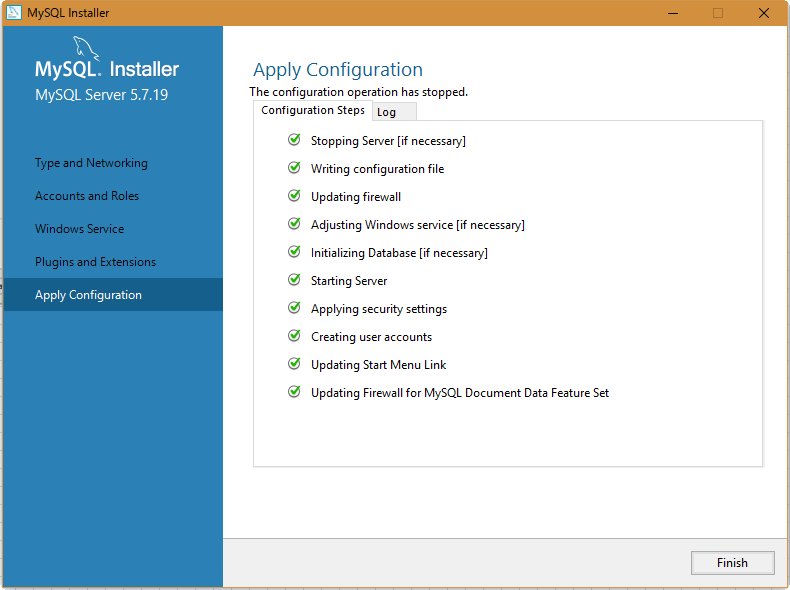 MySQL Installer
MySQL. Installer
MySQL Server 5.7.19
Type and Networking
Accounts and Roles
Windows Service
Plugins and Extensions
Apply Configuration
Apply Configuration
The configuration operation has stopped.
Configuration Steps Log
Stopping Server [if necessary]
Writing configuration file
Updating firewall
Adjusting Windows service [if necessary]
Initializing Database [if necessary]
Starting Server
Applying security settings
Creating user accounts
Updating Start Menu Link
Updating Firewall for MySQL Document Data Feature Set
Finish